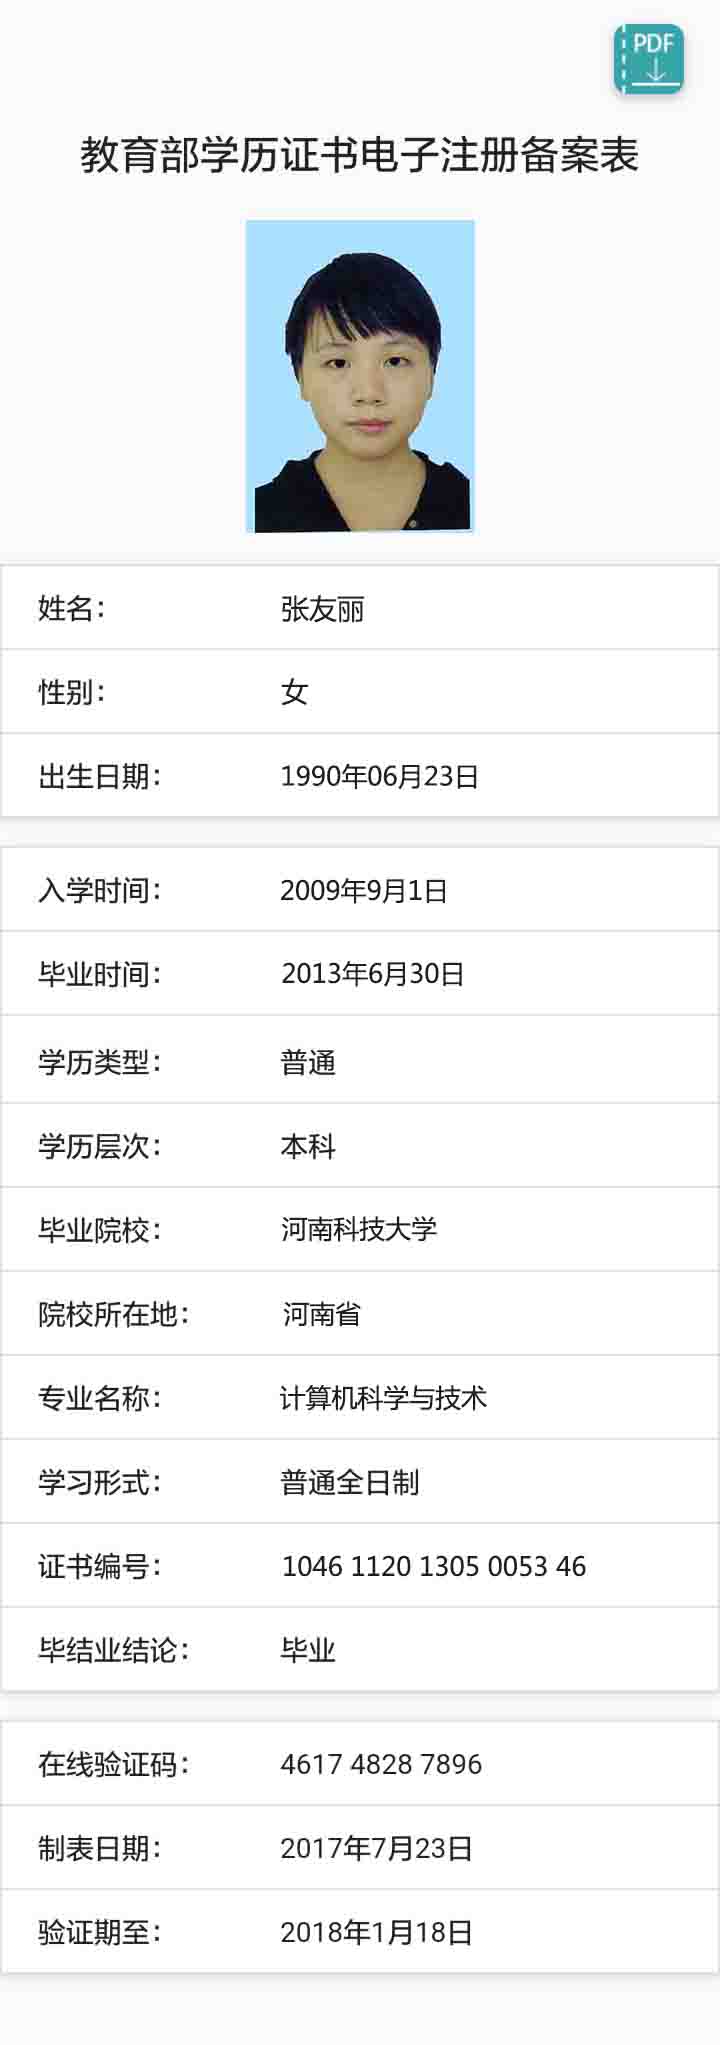 PDF
教育部学历证书电子注册备案表
姓名： 张友丽
性别： 女
出生日期： 1990年06月23日
入学时间： 2009年9月1日
毕业时间： 2013年6月30日
学历类型： 普通
学历层次： 本科
毕业院校： 河南科技大学
院校所在地： 河南省
专业名称： 计算机科学与技术
学习形式： 普通全日制
证书编号： 1046 1120 1305 0053 46
毕结业结论： 毕业
在线验证码： 4617 4828 7896
制表日期： 2017年7月23日
验证期至： 2018年1月18日